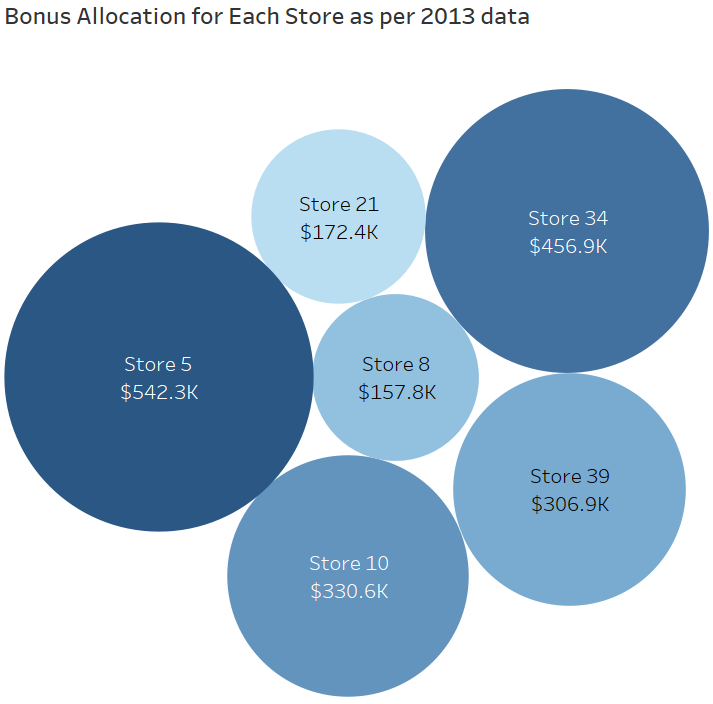 Bonus Allocation for Each Store as per 2013 data
Store 21
$172.4K
Store 34
$456.9K
Store 5
$542.3K
Store 8
$157.8K
Store 39
$306.9K
Store 10
$330.6K